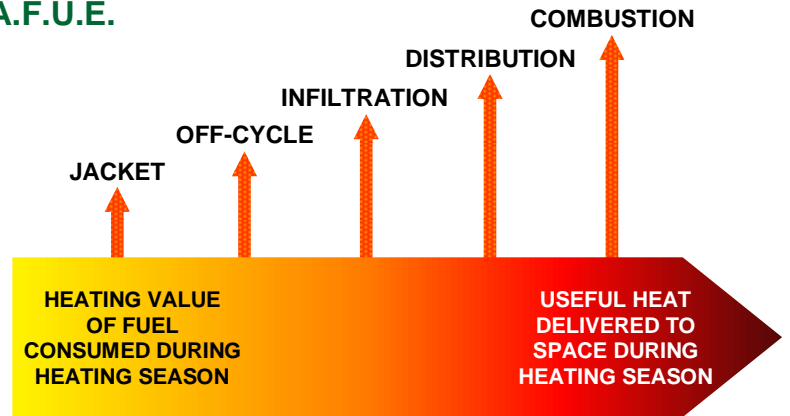 A.F.U.E.
COMBUSTION
DISTRIBUTION
INFILTRATION
OFF-CYCLE
JACKET
HEATING VALUE
OF FUEL
CONSUMED DURING
HEATING SEASON
USEFUL HEAT
DELIVERED TO
SPACE DURING
HEATING SEASON